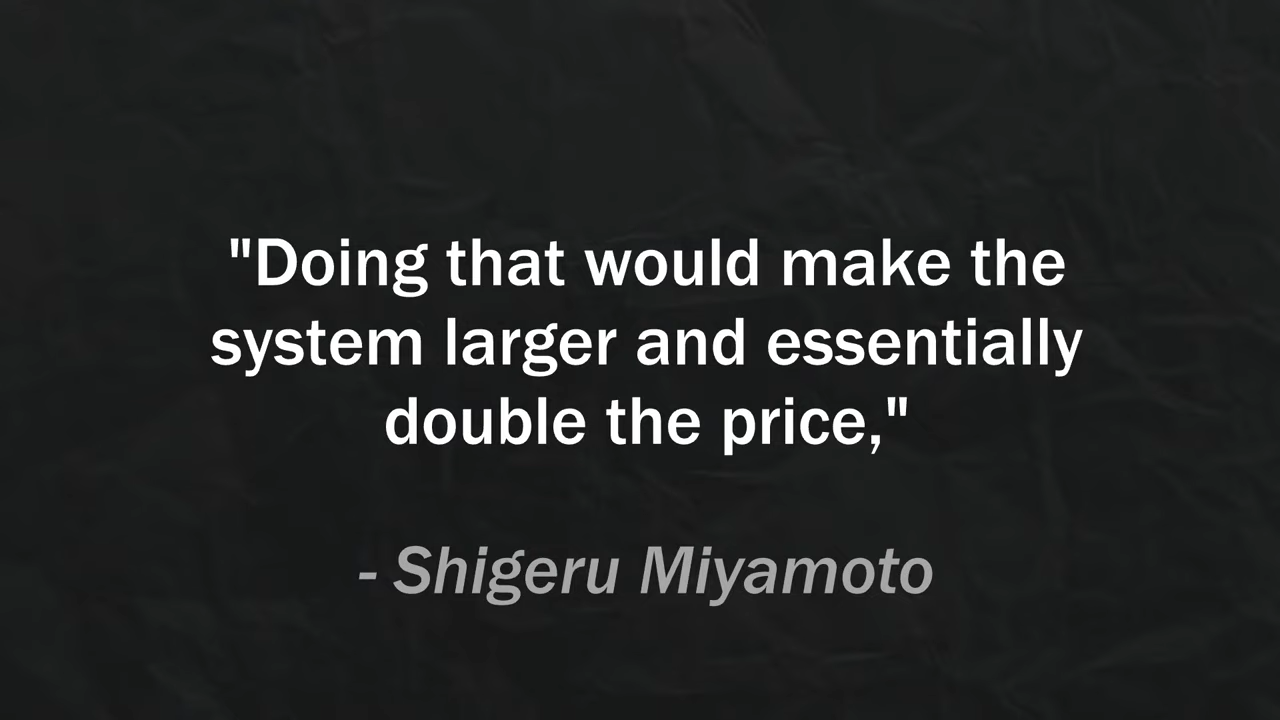 "Doing that would make the
system larger and essentially
double the price,"
- Shigeru Miyamoto